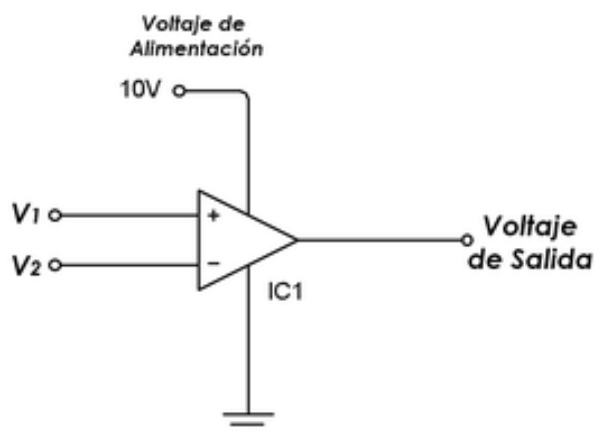 Voltaje de
Alimentación
10V
V1
+
V2
-
IC1
Voltaje
de Salida